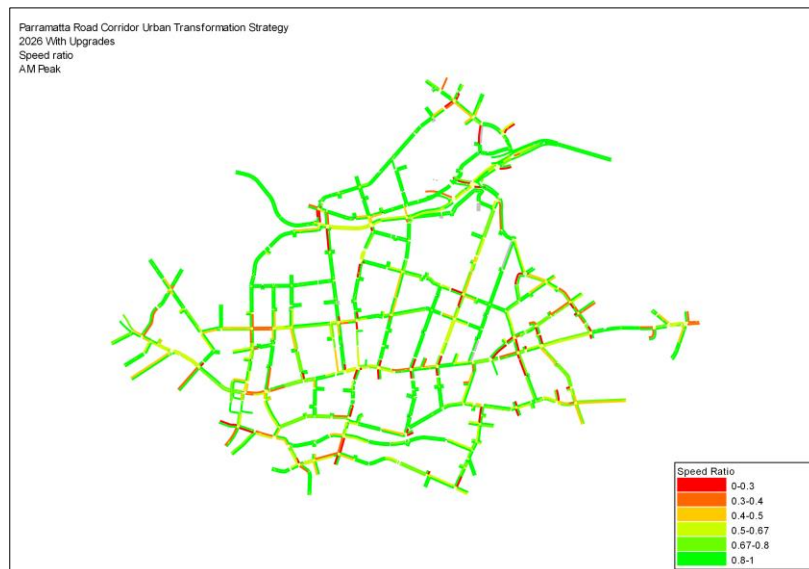 Parramatta Road Corridor Urban Transformation Strategy
2026 With Upgrades
Speed ratio
AM Peak
Speed Ratio
0-0.3
0.3-0.4
0.4-0.5
0.5-0.67
0.67-0.8
0.8-1